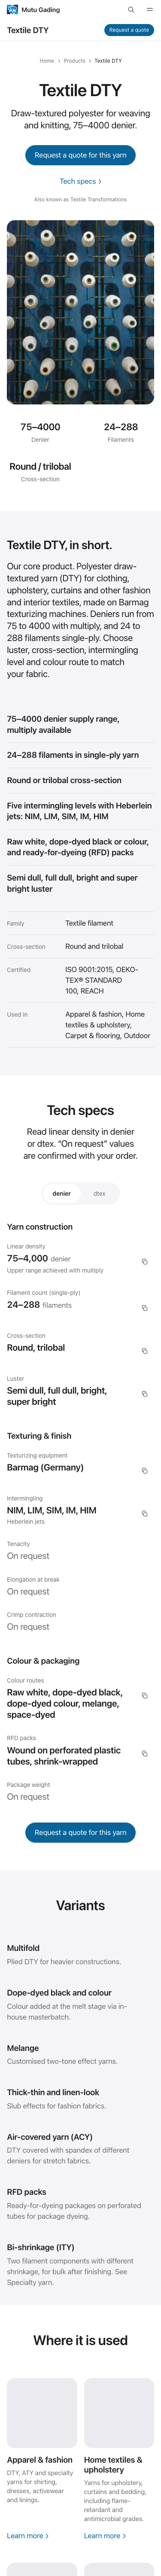 Mutu Gading
Textile DTY
Request a quote
Home > Products > Textile DTY
Textile DTY
Draw-textured polyester for weaving
and knitting, 75–4000 denier.
Request a quote for this yarn
Tech specs >
Also known as Textile Transformations
75–4000
Denier
24–288
Filaments
Round / trilobal
Cross-section
Textile DTY, in short.
Our core product. Polyester draw-
textured yarn (DTY) for clothing,
upholstery, curtains and other fashion
and interior textiles, made on Barmag
texturizing machines. Deniers run from
75 to 4000 with multiply, and 24 to
288 filaments single-ply. Choose
luster, cross-section, intermingling
level and colour route to match
your fabric.
75–4000 denier supply range,
multiply available
24–288 filaments in single-ply yarn
Round or trilobal cross-section
Five intermingling levels with Heberlein
jets: NIM, LIM, SIM, IM, HIM
Raw white, dope-dyed black or colour,
and ready-for-dyeing (RFD) packs
Semi dull, full dull, bright and super
bright luster
Family
Textile filament
Cross-section
Round and trilobal
Certified
ISO 9001:2015, OEKO-
TEX® STANDARD
100, REACH
Used in
Apparel & fashion, Home
textiles & upholstery,
Carpet & flooring, Outdoor
Tech specs
Read linear density in denier
or dtex. “On request” values
are confirmed with your order.
denier
dtex
Yarn construction
Linear density
75–4,000 denier
Upper range achieved with multiply
Filament count (single-ply)
24–288 filaments
Cross-section
Round, trilobal
Luster
Semi dull, full dull, bright,
super bright
Texturing & finish
Texturizing equipment
Barmag (Germany)
Intermingling
NIM, LIM, SIM, IM, HIM
Heberlein jets
Tenacity
On request
Elongation at break
On request
Crimp contraction
On request
Colour & packaging
Colour routes
Raw white, dope-dyed black,
dope-dyed colour, melange,
space-dyed
RFD packs
Wound on perforated plastic
tubes, shrink-wrapped
Package weight
On request
Request a quote for this yarn
Variants
Multifold
Plied DTY for heavier constructions.
Dope-dyed black and colour
Colour added at the melt stage via in-
house masterbatch.
Melange
Customised two-tone effect yarns.
Thick-thin and linen-look
Slub effects for fashion fabrics.
Air-covered yarn (ACY)
DTY covered with spandex of different
deniers for stretch fabrics.
RFD packs
Ready-for-dyeing packages on perforated
tubes for package dyeing.
Bi-shrinkage (ITY)
Two filament components with different
shrinkage, for bulk after finishing. See
Specialty yarn.
Where it is used
Apparel & fashion
DTY, ATY and specialty
yarns for shirting,
dresses, activewear
and linings.
Learn more >
Home textiles &
upholstery
Yarns for upholstery,
curtains and bedding,
including flame-
retardant and
antimicrobial grades.
Learn more >